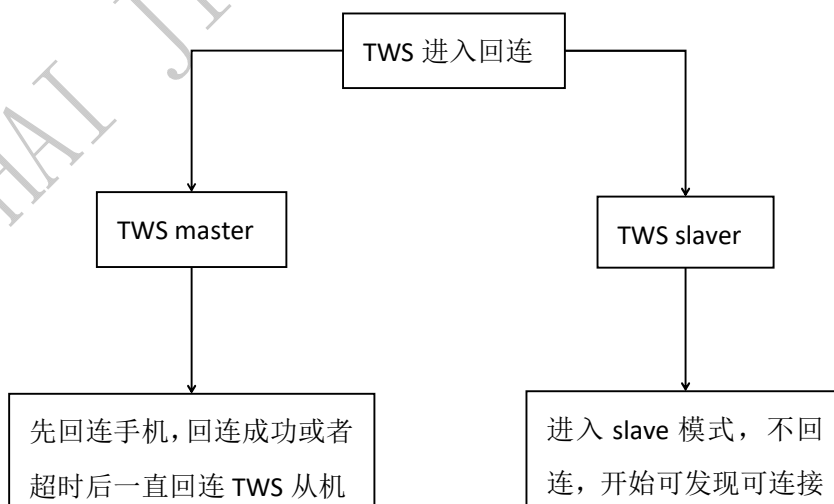 TWS 进入回连
TWS master
TWS slaver
先回连手机，回连成功或者
超时后一直回连 TWS 从机
进入 slave 模式，不回
连，开始可发现可连接